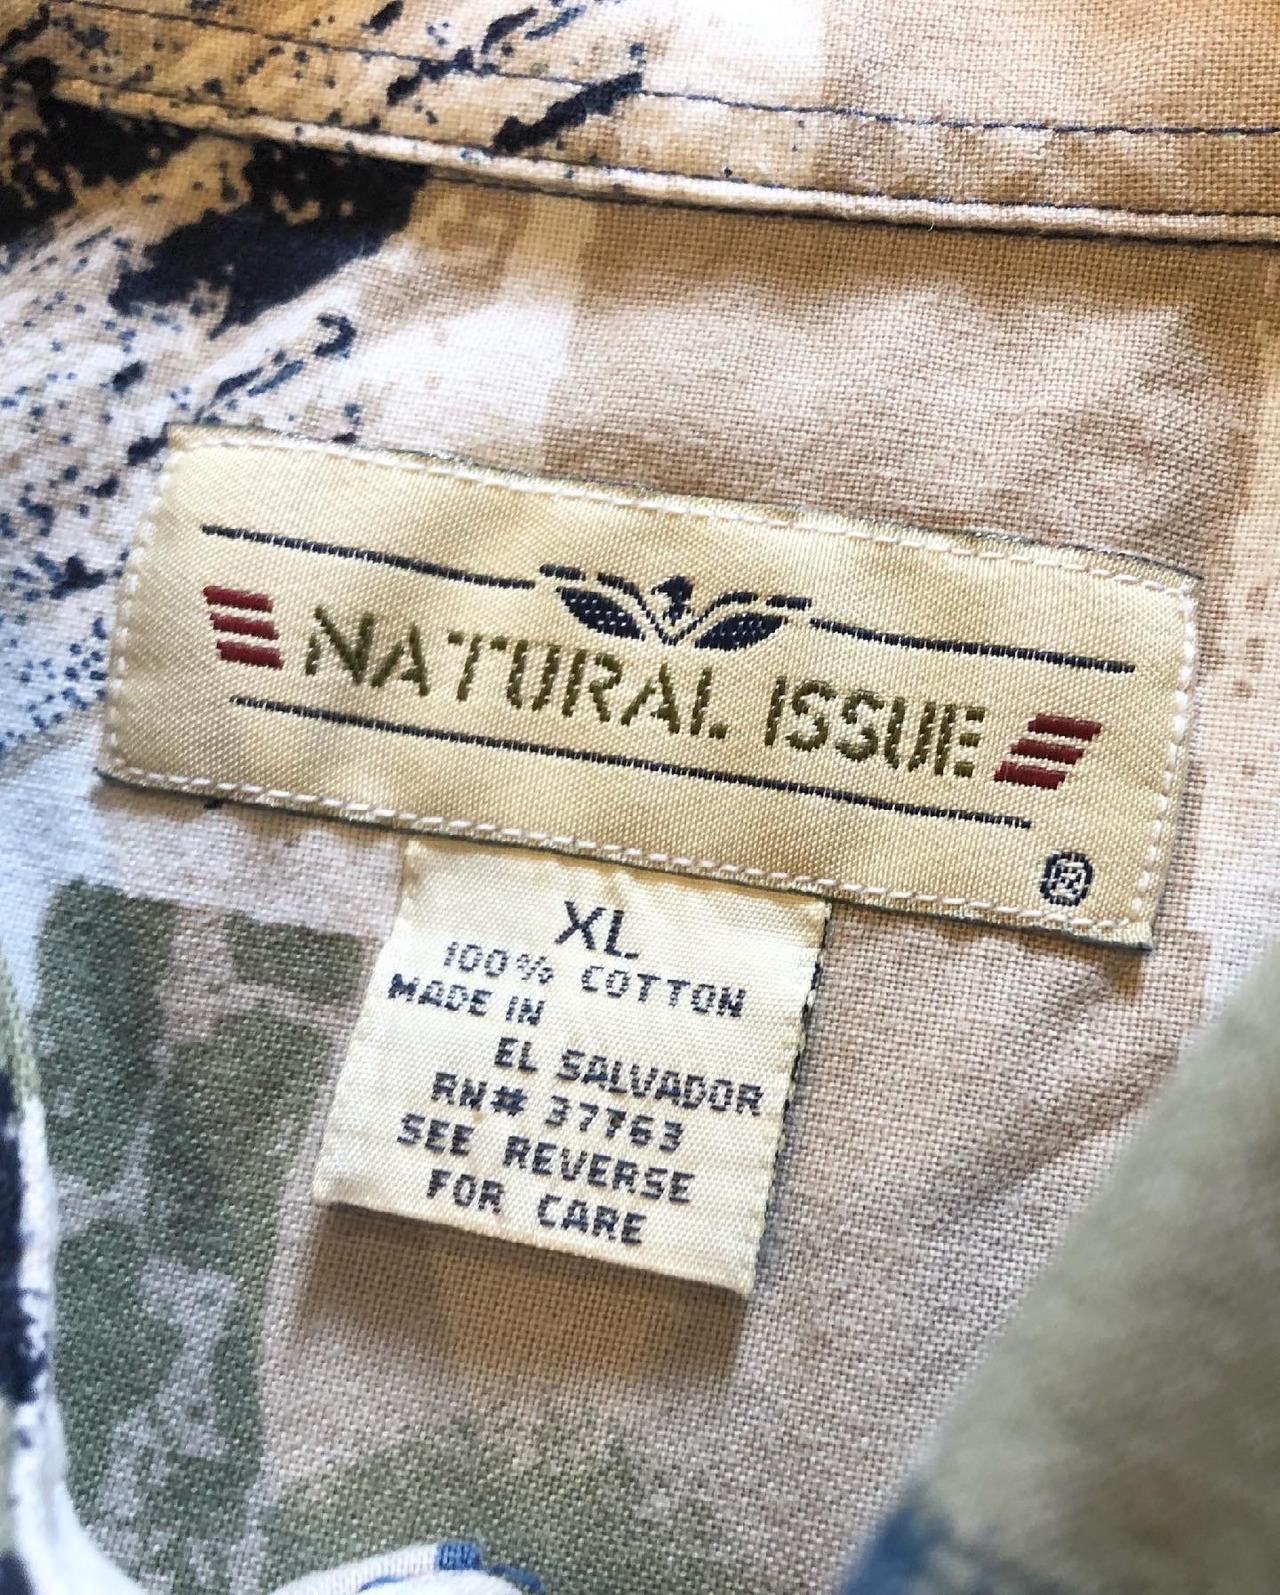 NATURAL ISSUE
®
XL
100% COTTON
MADE IN
EL SALVADOR
RN# 37763
SEE REVERSE
FOR CARE